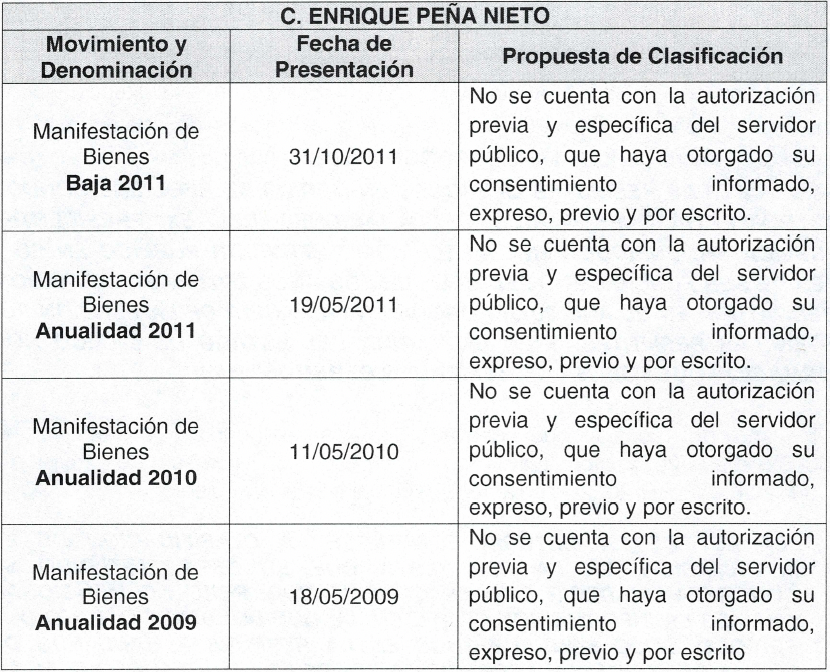 C. ENRIQUE PEÑA NIETO
Movimiento y
Denominación
Fecha de
Presentación
Propuesta de Clasificación
Manifestación de
Bienes
Baja 2011
31/10/2011
No se cuenta con la autorización
previa y específica del servidor
público, que haya otorgado su
consentimiento informado,
expreso, previo y por escrito.
Manifestación de
Bienes
Anualidad 2011
19/05/2011
No se cuenta con la autorización
previa y específica del servidor
público, que haya otorgado su
consentimiento informado,
expreso, previo y por escrito.
Manifestación de
Bienes
Anualidad 2010
11/05/2010
No se cuenta con la autorización
previa y específica del servidor
público, que haya otorgado su
consentimiento informado,
expreso, previo y por escrito.
Manifestación de
Bienes
Anualidad 2009
18/05/2009
No se cuenta con la autorización
previa y específica del servidor
público, que haya otorgado su
consentimiento informado,
expreso, previo y por escrito